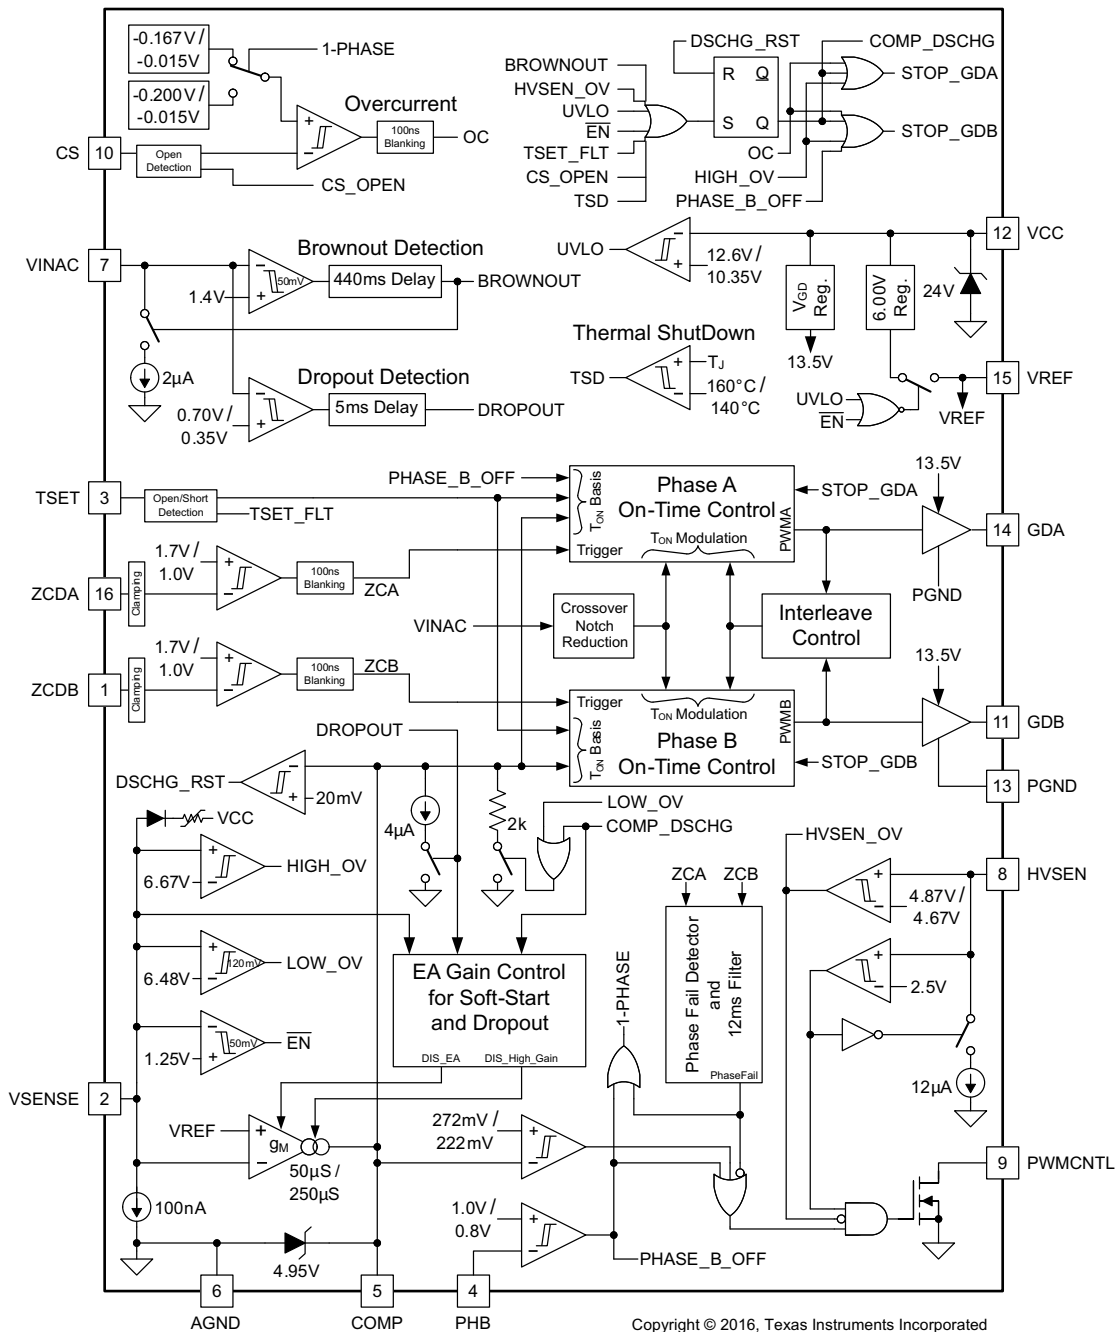 -0.167V /
-0.015V
1-PHASE
-0.200V /
-0.015V
Overcurrent
100ns
Blanking
OC
CS
10
Open
Detection
CS_OPEN
DSCHG_RST
COMP_DSCHG
BROWNOUT
HVSEN_OV
UVLO
EN
TSET_FLT
CS_OPEN
TSD
R
Q
S
Q
STOP_GDA
STOP_GDB
OC
HIGH_OV
PHASE_B_OFF
VINAC
7
Brownout Detection
50mV
1.4V
440ms Delay
BROWNOUT
2µA
Dropout Detection
0.70V /
0.35V
5ms Delay
DROPOUT
UVLO
12.6V /
10.35V
12
VCC
VGD
Reg.
6.00V
Reg.
24V
13.5V
Thermal ShutDown
TSD
TJ
160°C /
140°C
15
VREF
UVLO
EN
VREF
TSET
3
Open/Short
Detection
TSET_FLT
PHASE_B_OFF
TON Basis
Phase A
On-Time Control
TON Modulation
Trigger
PWMA
STOP_GDA
13.5V
14
GDA
PGND
ZCDA
16
Clamping
1.7V /
1.0V
100ns
Blanking
ZCA
VINAC
Crossover
Notch
Reduction
Interleave
Control
ZCDB
1
Clamping
1.7V /
1.0V
100ns
Blanking
ZCB
Trigger
TON Modulation
TON Basis
Phase B
On-Time Control
PWMB
STOP_GDB
13.5V
11
GDB
13
PGND
DROPOUT
DSCHG_RST
20mV
VCC
4µA
2k
LOW_OV
COMP_DSCHG
6.67V
HIGH_OV
6.48V
120mV
LOW_OV
1.25V
50mV
EN
EA Gain Control
for Soft-Start
and Dropout
DIS_EA
DIS_High_Gain
ZCA
ZCB
Phase Fail Detector
and
12ms Filter
PhaseFail
1-PHASE
HVSEN_OV
8
HVSEN
4.87V /
4.67V
2.5V
12µA
VSENSE
2
VREF
gM
50µS /
250µS
272mV /
222mV
9
PWMCNTL
100nA
4.95V
1.0V /
0.8V
PHASE_B_OFF
6
5
4
AGND
COMP
PHB
Copyright © 2016, Texas Instruments Incorporated